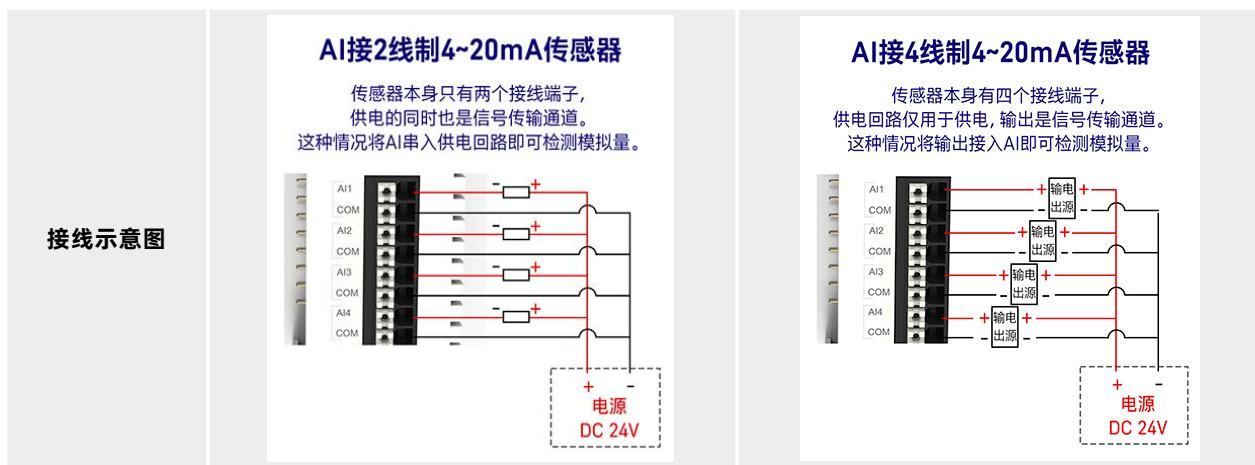 接线示意图
AI接2线制4~20mA传感器
传感器本身只有两个接线端子，
供电的同时也是信号传输通道。
这种情况将AI串入供电回路即可检测模拟量。
AI1
COM
AI2
COM
AI3
COM
AI4
COM
- +
- +
- +
- +
+ -
电源
DC 24V
AI接4线制4~20mA传感器
传感器本身有四个接线端子，
供电回路仅用于供电, 输出是信号传输通道。
这种情况将输出接入AI即可检测模拟量。
AI1
COM
AI2
COM
AI3
COM
AI4
COM
+ 输电 +
- 出源 -
+ 输电 +
- 出源 -
+ 输电 +
- 出源 -
+ 输电 +
- 出源 -
+ -
电源
DC 24V